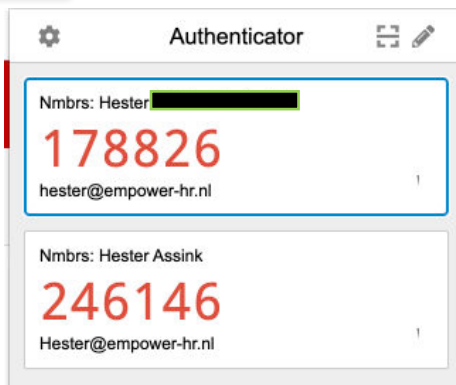 Authenticator
Nmbrs: Hester
178826
hester@empower-hr.nl
Nmbrs: Hester Assink
246146
Hester@empower-hr.nl